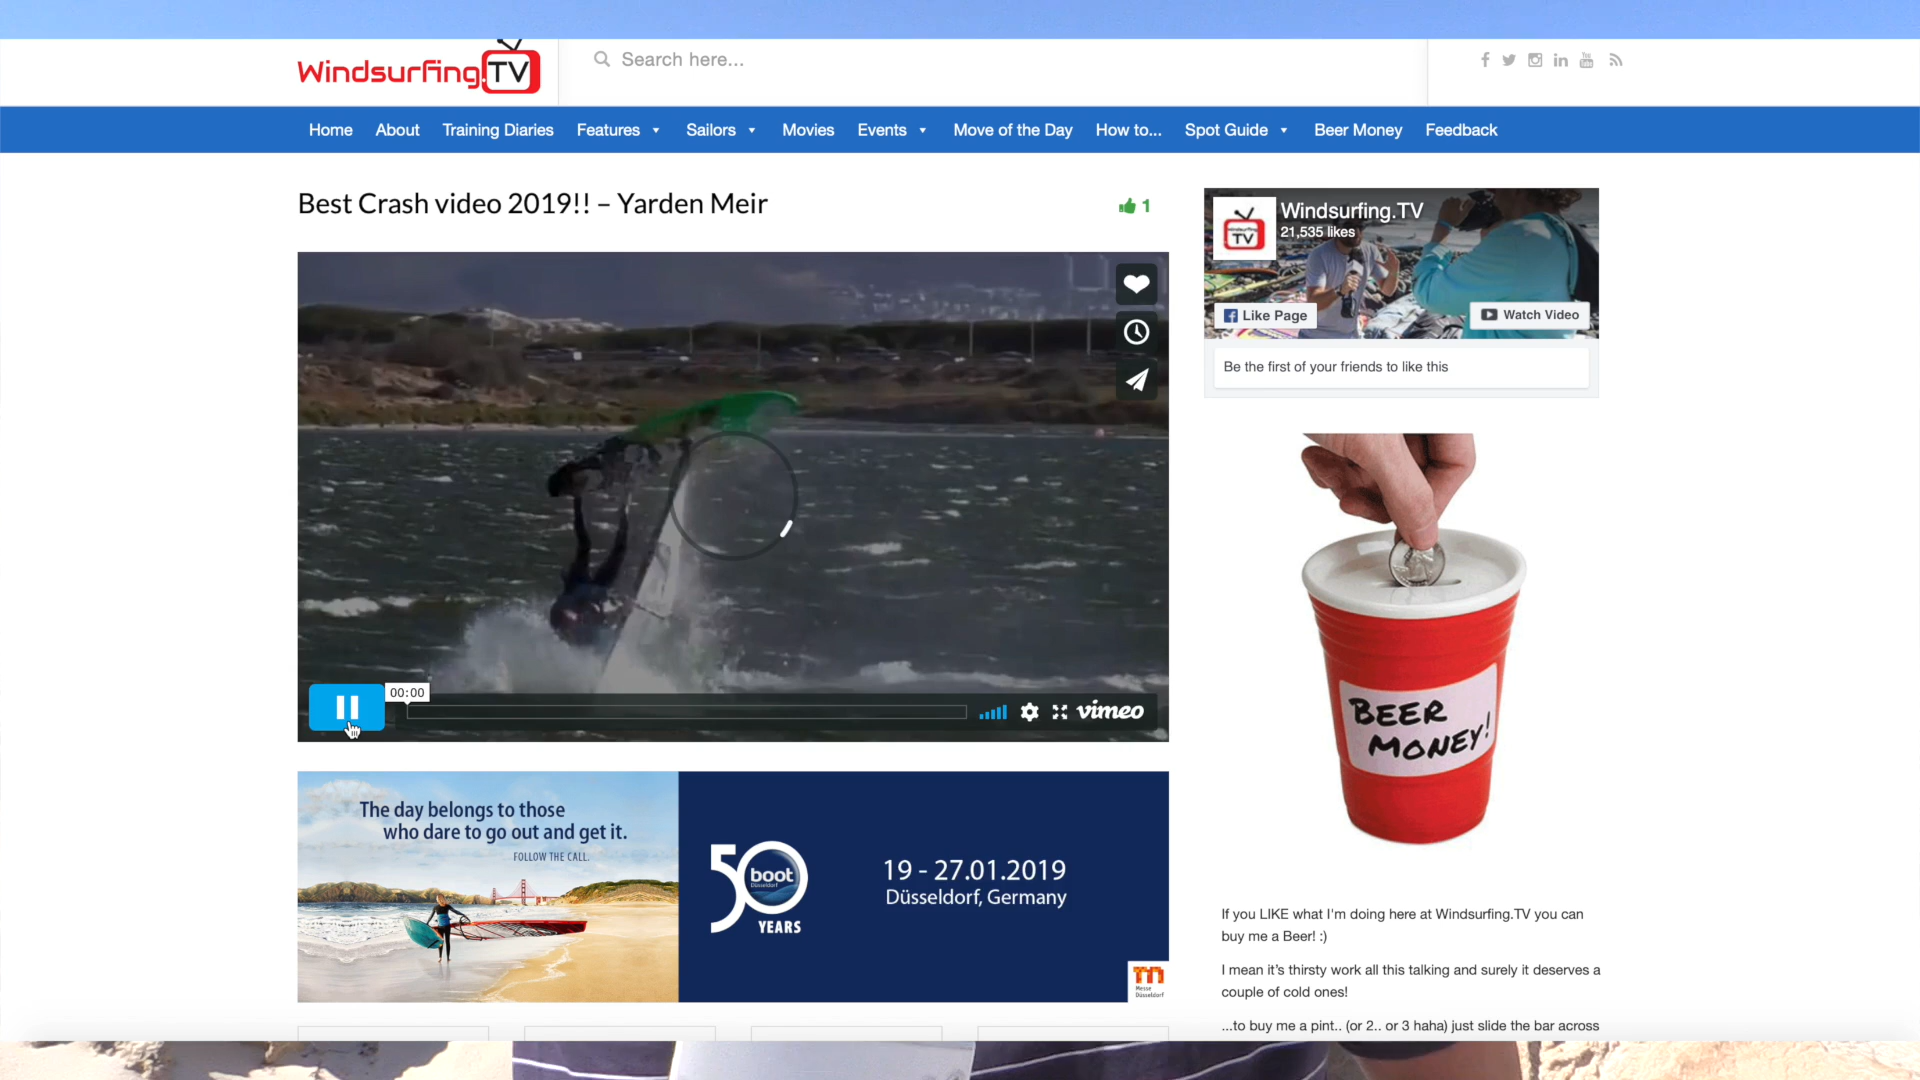 Windsurfing.TV
Search here...
Home About Training Diaries Features Sailors Movies Events Move of the Day How to... Spot Guide Beer Money Feedback
Best Crash video 2019!! – Yarden Meir
1
Windsurfing.TV
21,535 likes
Like Page
Watch Video
Be the first of your friends to like this
00:00
vimeo
BEER
MONEY!
The day belongs to those
who dare to go out and get it.
FOLLOW THE CALL.
50
boot
Düsseldorf
YEARS
19 - 27.01.2019
Düsseldorf, Germany
Messe
Düsseldorf
If you LIKE what I'm doing here at Windsurfing.TV you can
buy me a Beer! :)
I mean it's thirsty work all this talking and surely it deserves a
couple of cold ones!
...to buy me a pint.. (or 2.. or 3 haha) just slide the bar across